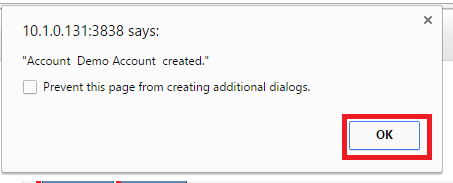 10.1.0.131:3838 says:
"Account Demo Account created."
Prevent this page from creating additional dialogs.
OK